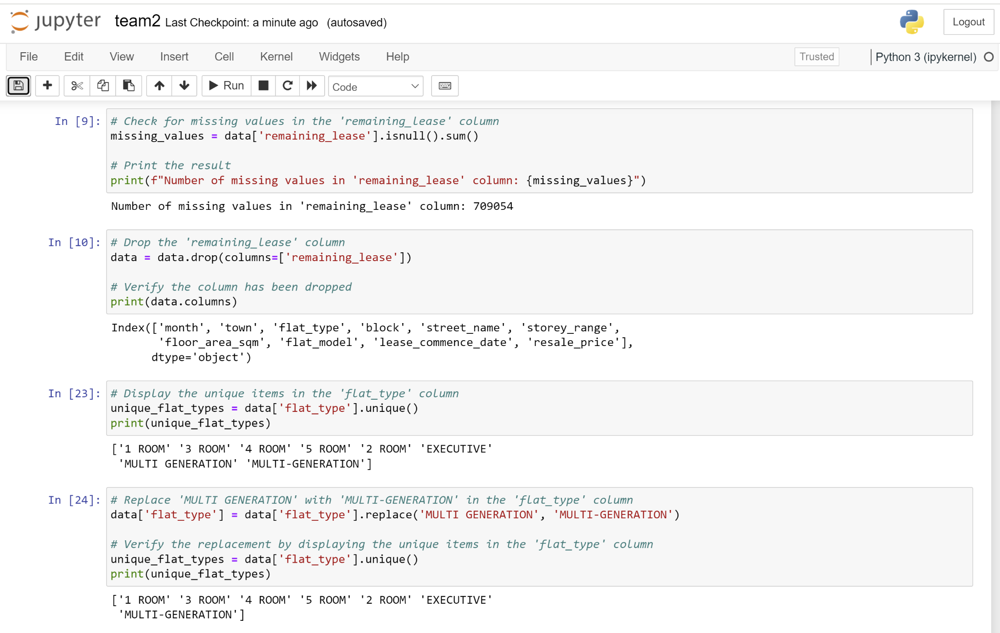 jupyter team2 Last Checkpoint: a minute ago (autosaved) Logout
File Edit View Insert Cell Kernel Widgets Help Trusted Python 3 (ipykernel)
Run Code
In [9]: # Check for missing values in the 'remaining_lease' column
missing_values = data['remaining_lease'].isnull().sum()
# Print the result
print(f"Number of missing values in 'remaining_lease' column: {missing_values}")
Number of missing values in 'remaining_lease' column: 709054
In [10]: # Drop the 'remaining_lease' column
data = data.drop(columns=['remaining_lease'])
# Verify the column has been dropped
print(data.columns)
Index(['month', 'town', 'flat_type', 'block', 'street_name', 'storey_range',
'floor_area_sqm', 'flat_model', 'lease_commence_date', 'resale_price'],
dtype='object')
In [23]: # Display the unique items in the 'flat_type' column
unique_flat_types = data['flat_type'].unique()
print(unique_flat_types)
['1 ROOM' '3 ROOM' '4 ROOM' '5 ROOM' '2 ROOM' 'EXECUTIVE'
'MULTI GENERATION' 'MULTI-GENERATION']
In [24]: # Replace 'MULTI GENERATION' with 'MULTI-GENERATION' in the 'flat_type' column
data['flat_type'] = data['flat_type'].replace('MULTI GENERATION', 'MULTI-GENERATION')
# Verify the replacement by displaying the unique items in the 'flat_type' column
unique_flat_types = data['flat_type'].unique()
print(unique_flat_types)
['1 ROOM' '3 ROOM' '4 ROOM' '5 ROOM' '2 ROOM' 'EXECUTIVE'
'MULTI-GENERATION']